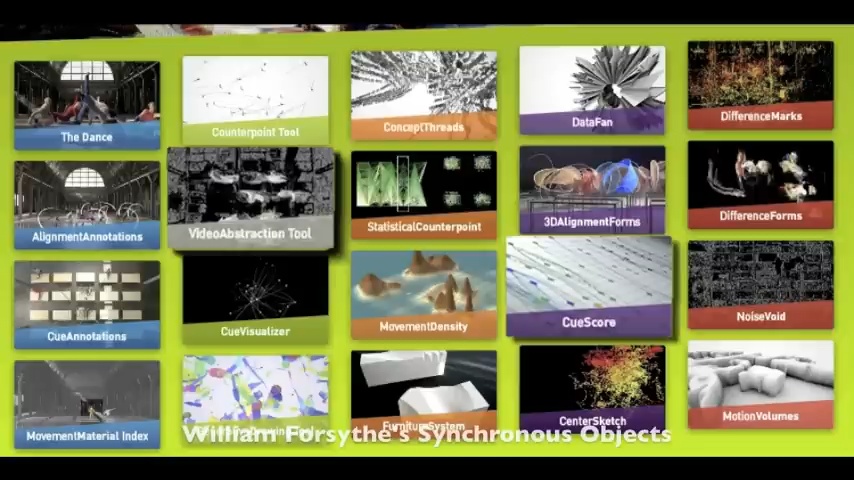 The Dance
Counterpoint Tool
ConceptThreads
DataFan
DifferenceMarks
AlignmentAnnotations
VideoAbstraction Tool
StatisticalCounterpoint
3DAlignmentForms
DifferenceForms
CueAnnotations
CueVisualizer
MovementDensity
CueScore
NoiseVoid
MovementMaterial Index
FurnitureSystem
CenterSketch
MotionVolumes
William Forsythe's Synchronous Objects